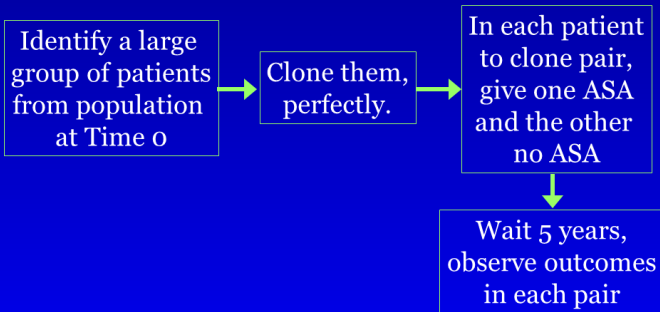 Identify a large
group of patients
from population
at Time 0
Clone them,
perfectly.
In each patient
to clone pair,
give one ASA
and the other
no ASA
Wait 5 years,
observe outcomes
in each pair